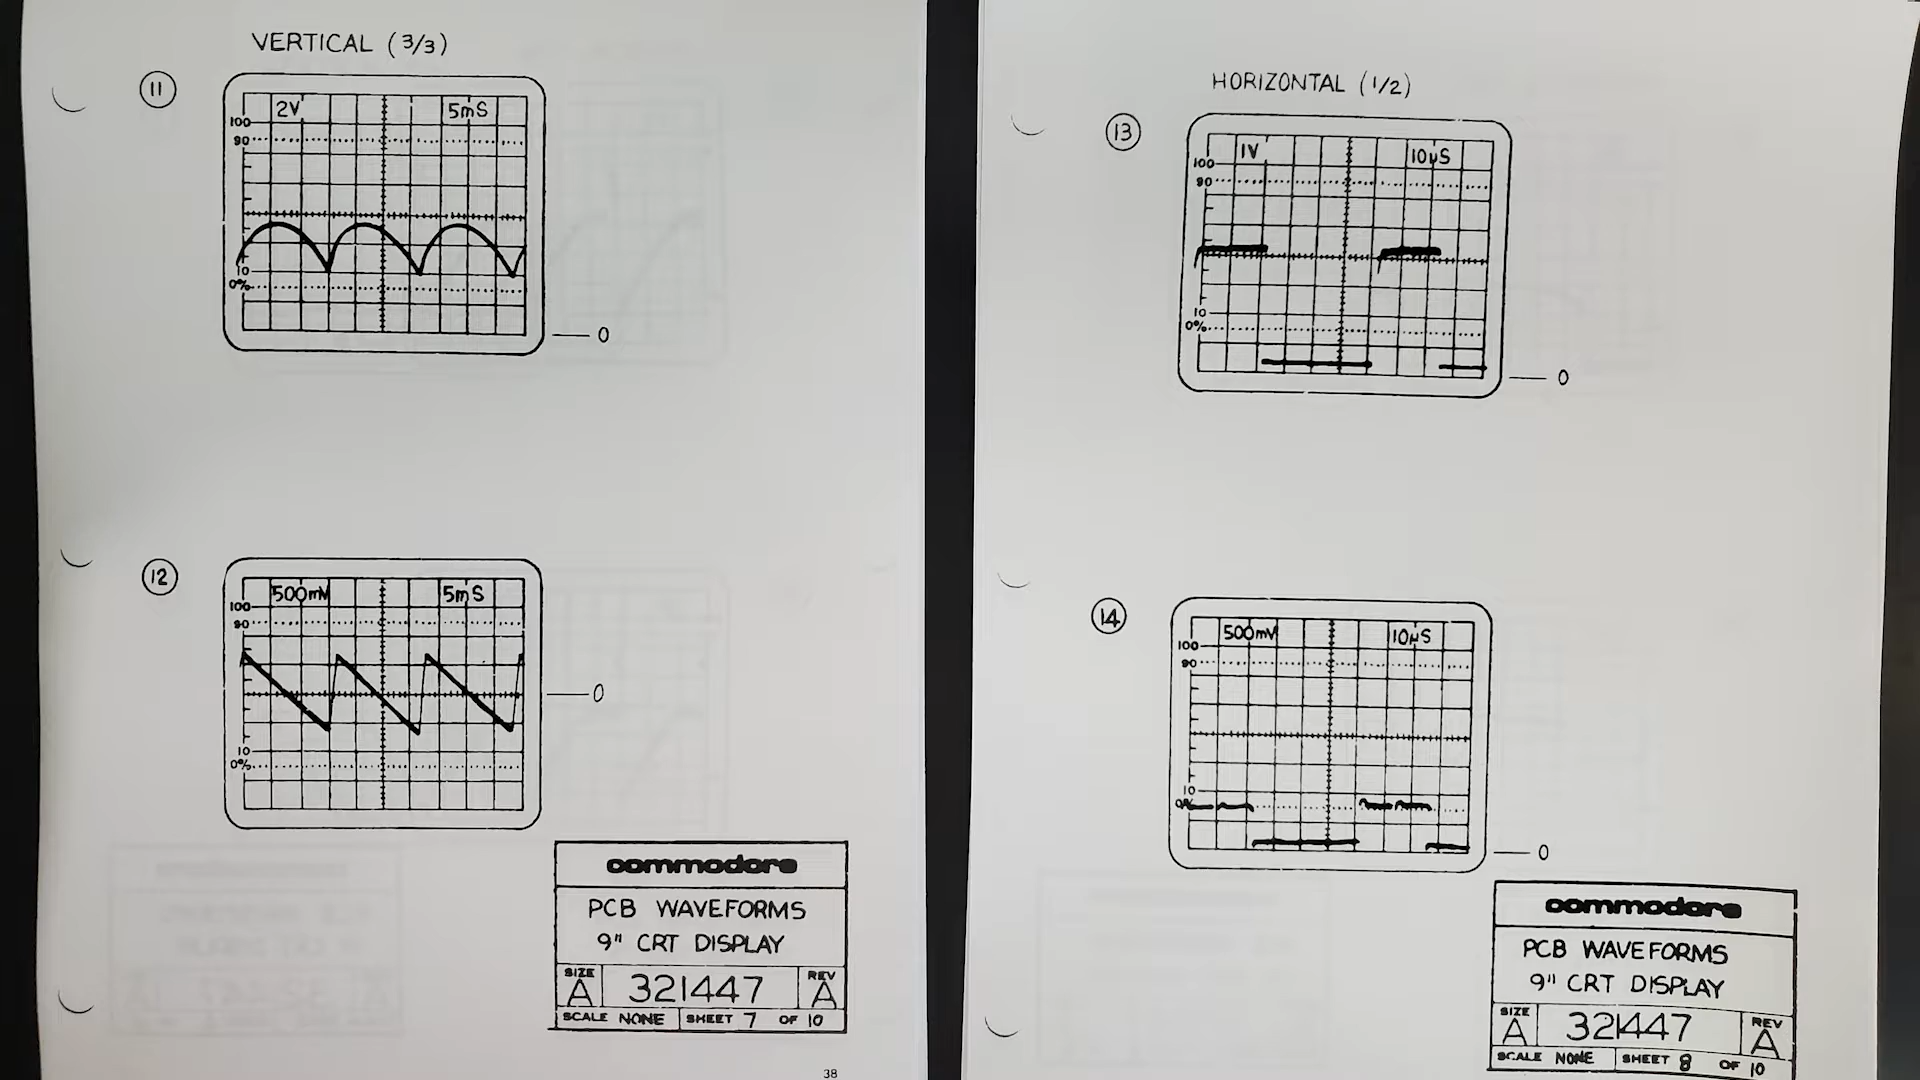 VERTICAL (3/3)
11
2V 5mS
100
90
10
0%
0
12
500mV 5mS
100
90
10
0%
0
commodore
PCB WAVEFORMS
9" CRT DISPLAY
SIZE A 321447 REV A
SCALE NONE SHEET 7 OF 10
38
HORIZONTAL (1/2)
13
1V 10µS
100
90
10
0%
0
14
500mV 10µS
100
90
10
0%
0
commodore
PCB WAVEFORMS
9" CRT DISPLAY
SIZE A 321447 REV A
SCALE NONE SHEET 8 OF 10